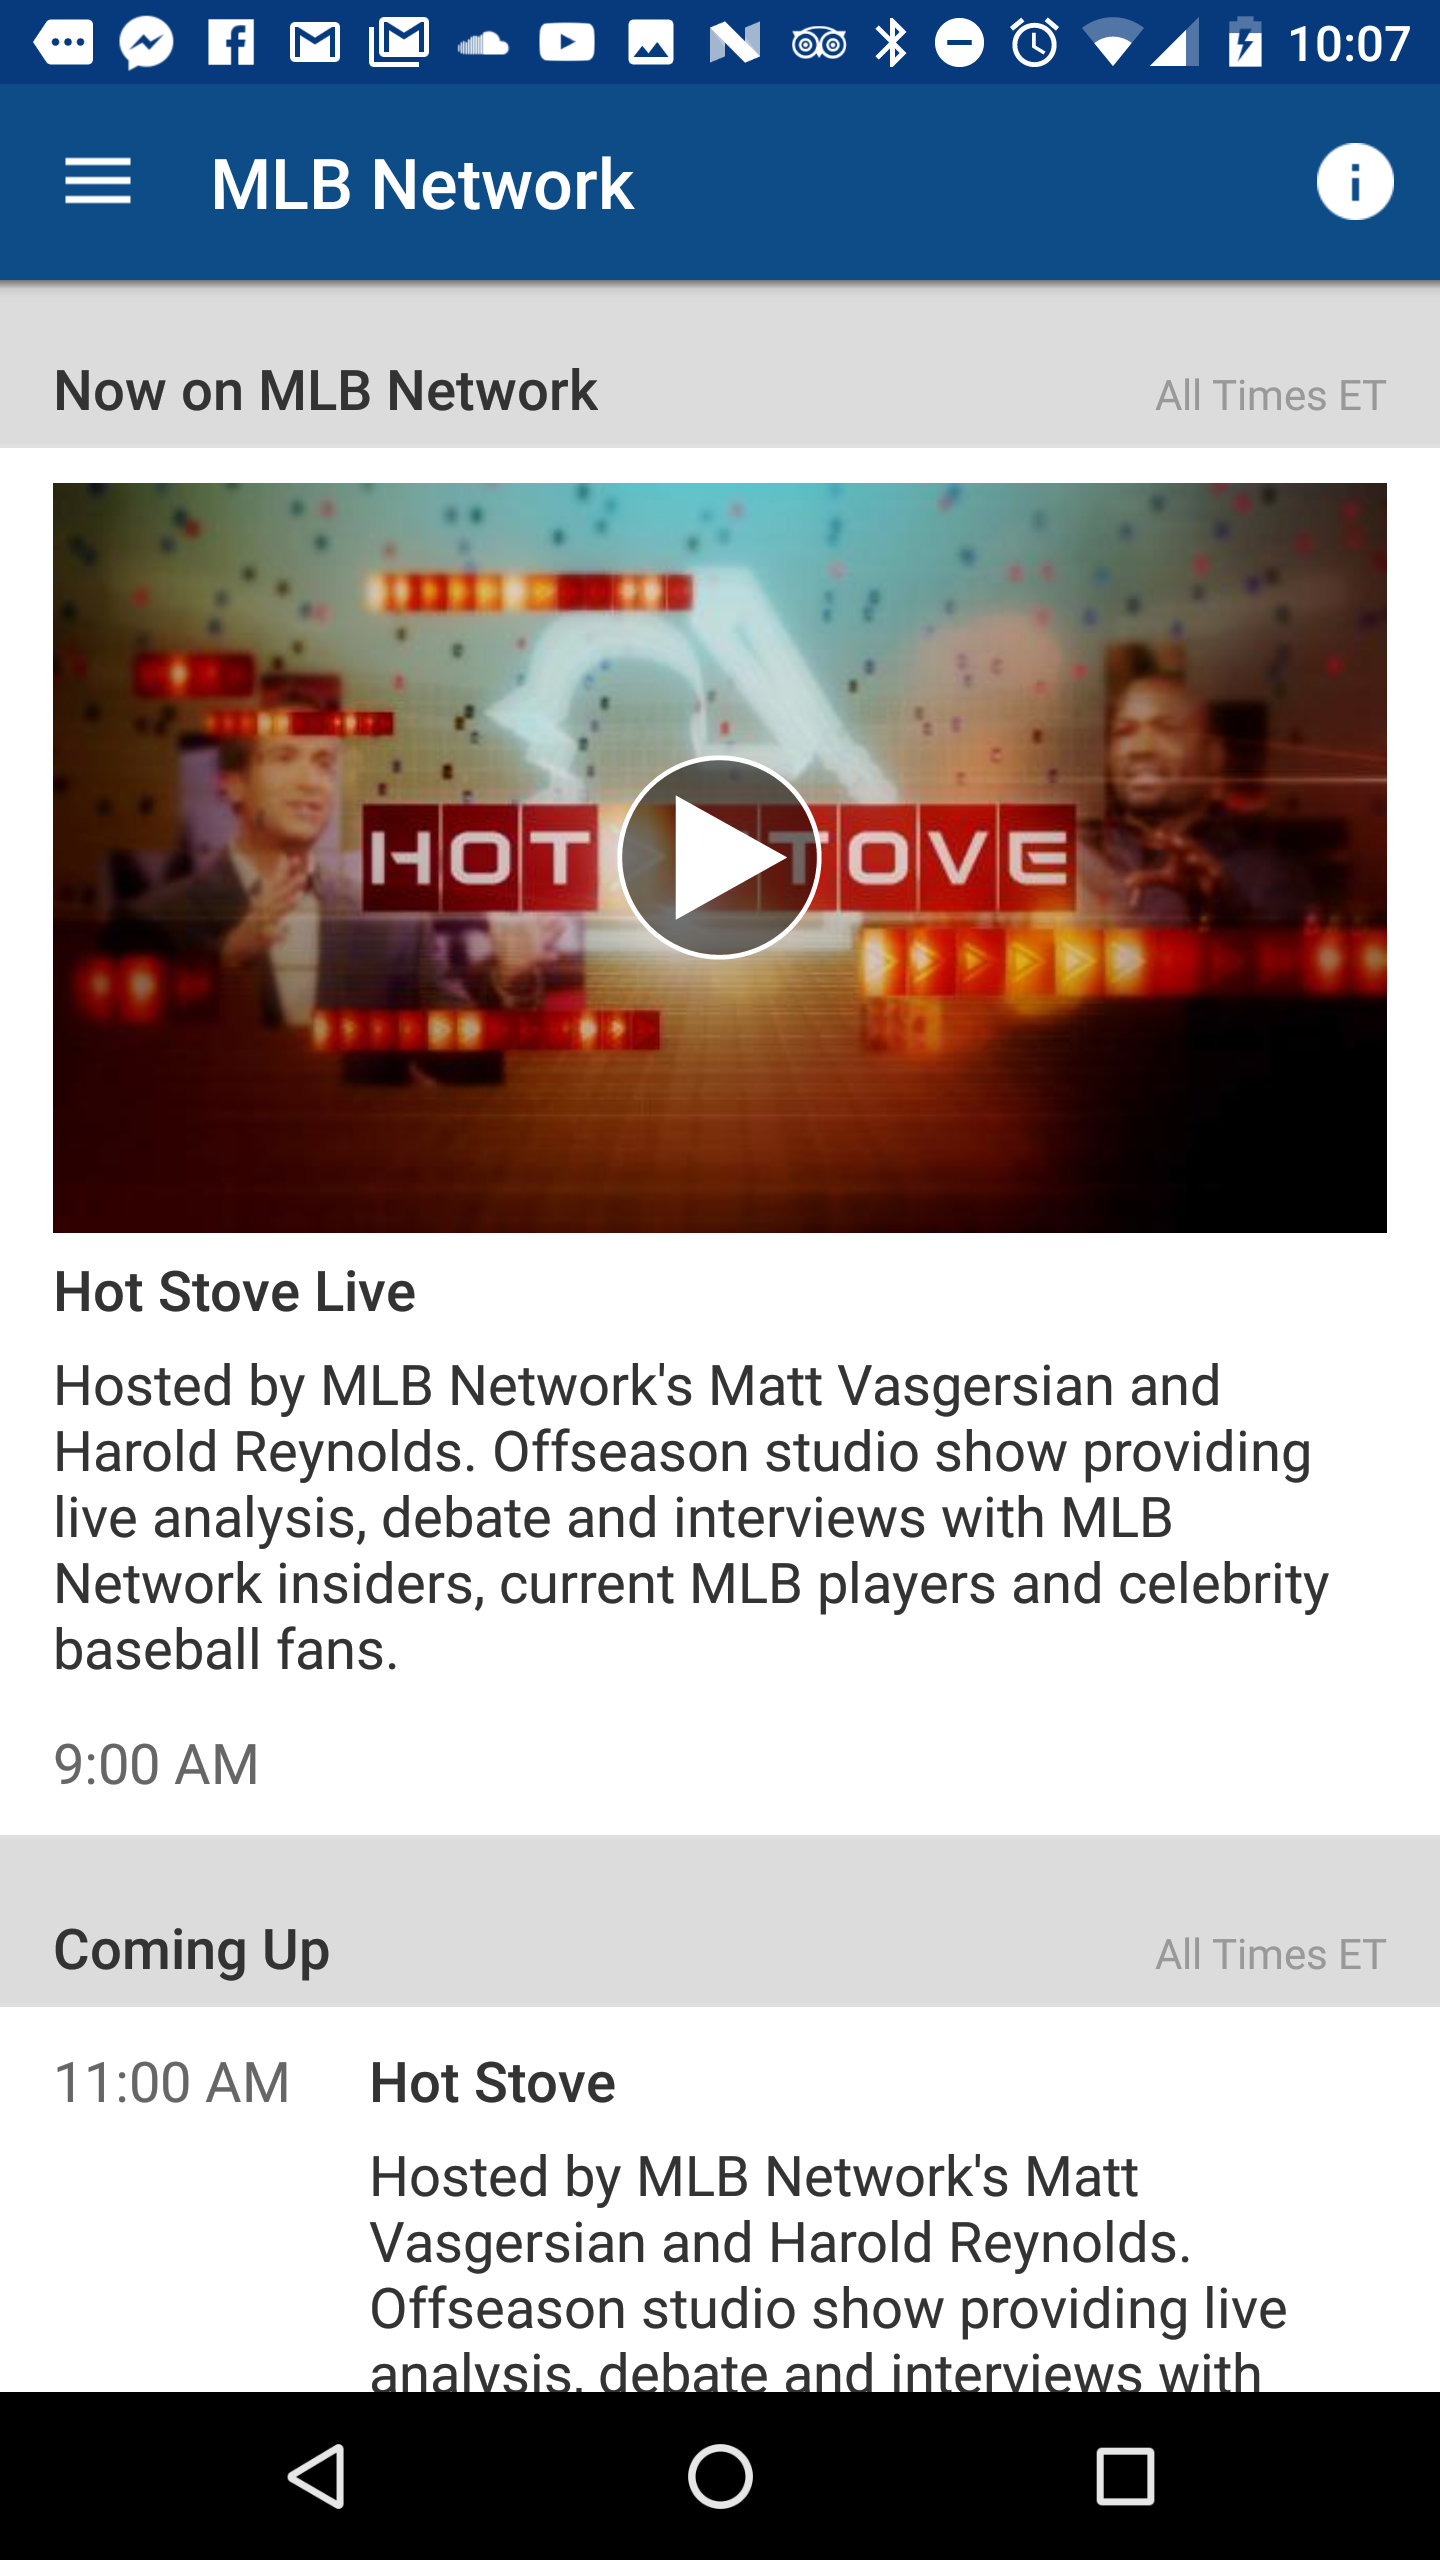 10:07
MLB Network
Now on MLB Network
All Times ET
HOT TOVE
Hot Stove Live
Hosted by MLB Network's Matt Vasgersian and
Harold Reynolds. Offseason studio show providing
live analysis, debate and interviews with MLB
Network insiders, current MLB players and celebrity
baseball fans.
9:00 AM
Coming Up
All Times ET
11:00 AM
Hot Stove
Hosted by MLB Network's Matt
Vasgersian and Harold Reynolds.
Offseason studio show providing live
analysis, debate and interviews with